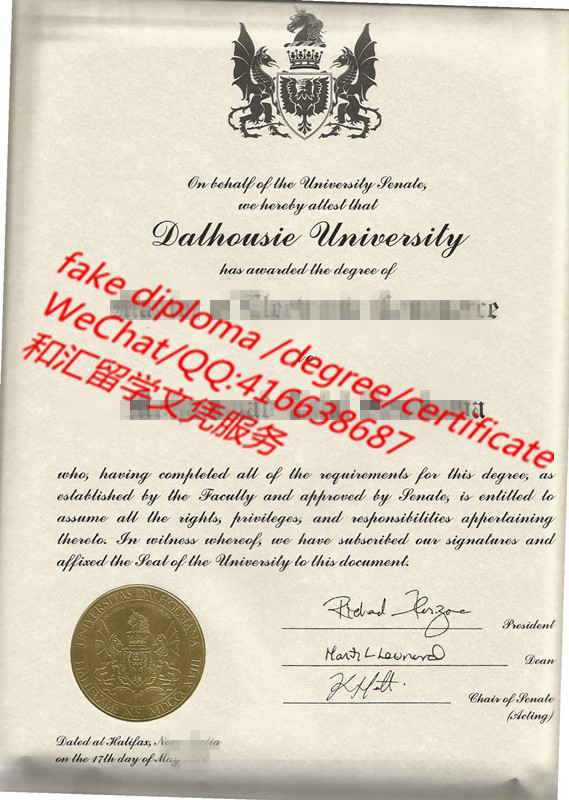 On behalf of the University Senate,
we hereby attest that
Dalhousie University
has awarded the degree of
Electronic Commerce
fake diploma /degree/certificate
WeChat/QQ:416638687
和汇留学文凭服务
who, having completed all of the requirements for this degree, as
established by the Faculty and approved by Senate, is entitled to
assume all the rights, privileges, and responsibilities appertaining
thereto. In witness whereof, we have subscribed our signatures and
affixed the Seal of the University to this document.
President
Dean
Chair of Senate
(Acting)
Dated at Halifax,
on the 17th day of